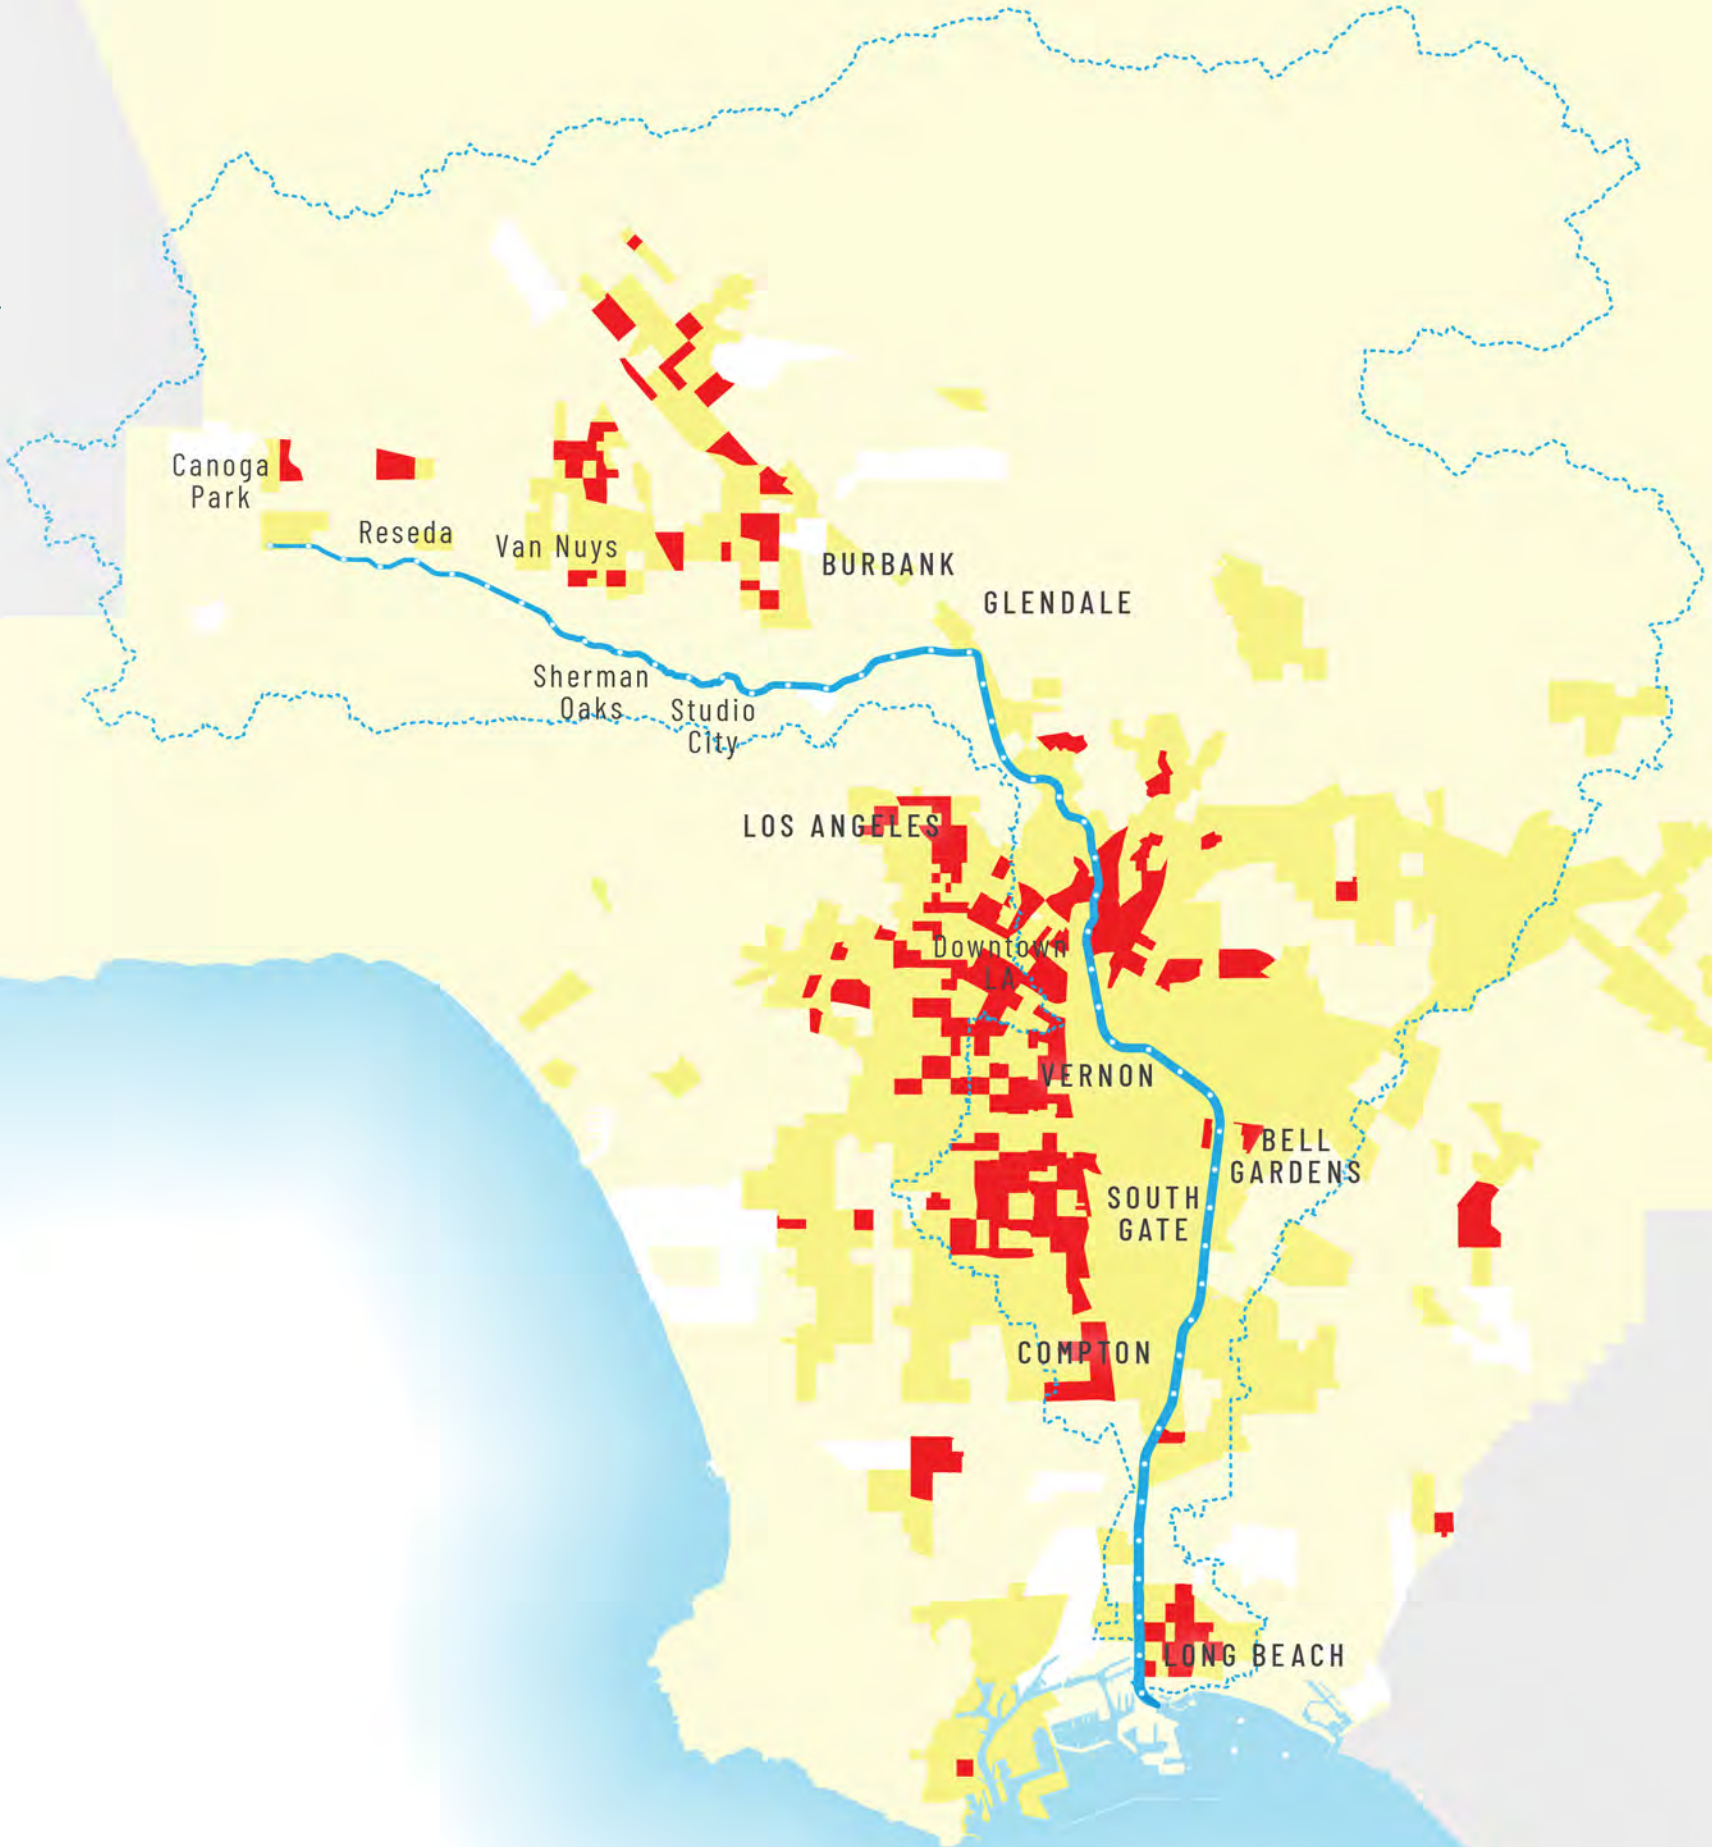 Canoga
Park
Reseda
Van Nuys
BURBANK
GLENDALE
Sherman
Oaks
Studio
City
LOS ANGELES
Downtown
LA
VERNON
BELL
GARDENS
SOUTH
GATE
COMPTON
LONG BEACH